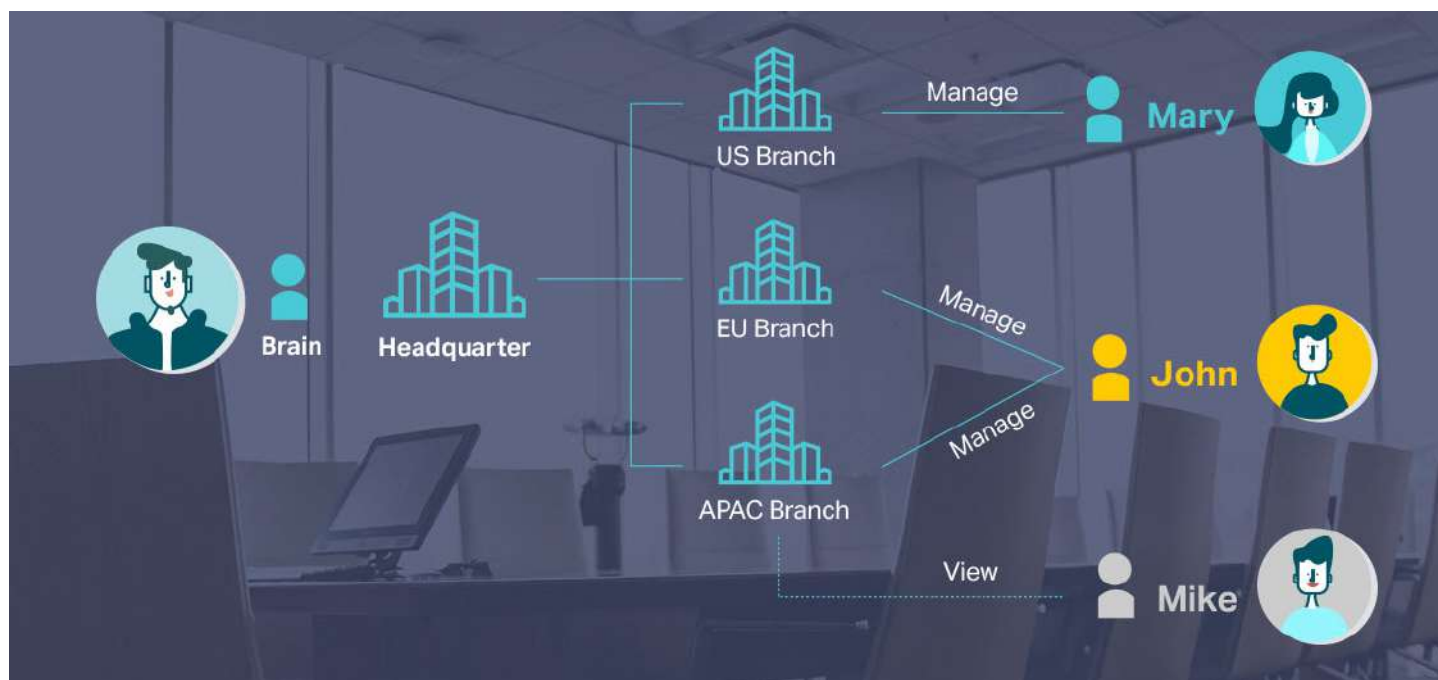 Manage
Mary
US Branch
Brain
Headquarter
EU Branch
Manage
John
Manage
APAC Branch
View
Mike